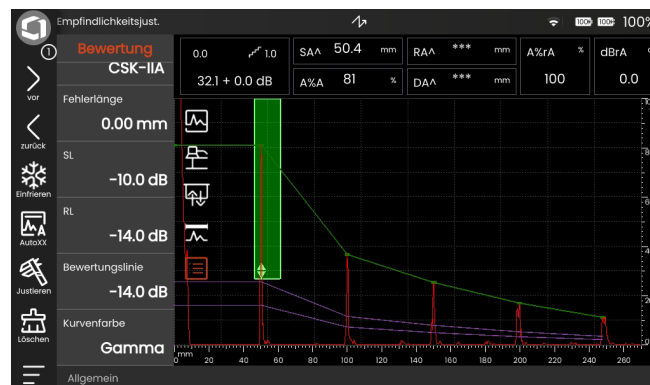 Empfindlichkeitsjust.
100% 100% 100%
1
Bewertung
CSK-IIA
vor
Fehlerlänge
0.00 mm
zurück
SL
-10.0 dB
Einfrieren
RL
-14.0 dB
AutoXX
Bewertungslinie
-14.0 dB
Justieren
Kurvenfarbe
Gamma
Löschen
Allgemein
0.0 1.0
32.1 + 0.0 dB
SA^ 50.4 mm
RA^ *** mm
A%rA %
100
dBrA
0.0
A%A 81 %
DA^ *** mm
mm 20 40 60 80 100 120 140 160 180 200 220 240 260